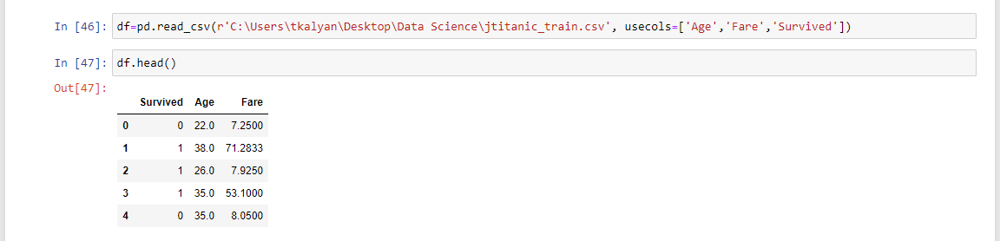 In [46]: df=pd.read_csv(r'C:\Users\tkalyan\Desktop\Data Science\jtitanic_train.csv', usecols=['Age','Fare','Survived'])
In [47]: df.head()
Out[47]:
Survived Age Fare
0 0 22.0 7.2500
1 1 38.0 71.2833
2 1 26.0 7.9250
3 1 35.0 53.1000
4 0 35.0 8.0500